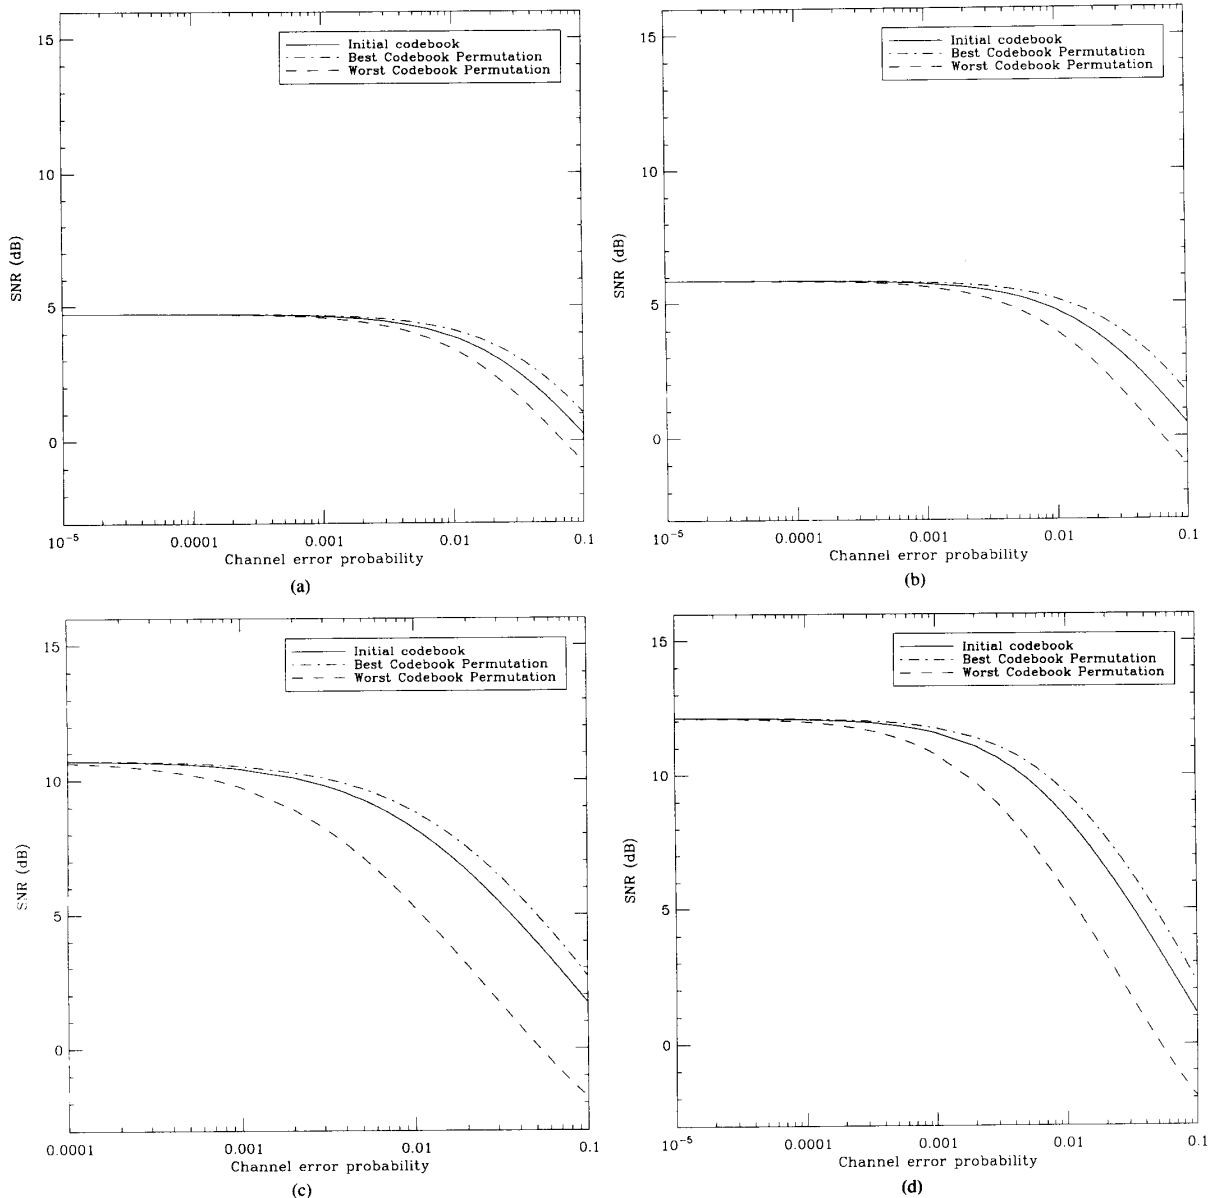 15
10
5
0
SNR (dB)
Initial codebook
Best Codebook Permutation
Worst Codebook Permutation
10⁻⁵ 0.0001 0.001 0.01 0.1
Channel error probability
(a)
15
10
5
0
SNR (dB)
Initial codebook
Best Codebook Permutation
Worst Codebook Permutation
10⁻⁵ 0.0001 0.001 0.01 0.1
Channel error probability
(b)
15
10
5
0
SNR (dB)
Initial codebook
Best Codebook Permutation
Worst Codebook Permutation
0.0001 0.001 0.01 0.1
Channel error probability
(c)
15
10
5
0
SNR (dB)
Initial codebook
Best Codebook Permutation
Worst Codebook Permutation
10⁻⁵ 0.0001 0.001 0.01 0.1
Channel error probability
(d)